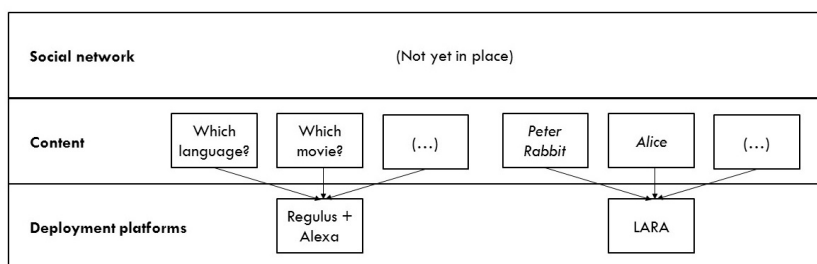 Social network
(Not yet in place)
Content
Which
language?
Which
movie?
(...)
Peter
Rabbit
Alice
(...)
Deployment platforms
Regulus +
Alexa
LARA